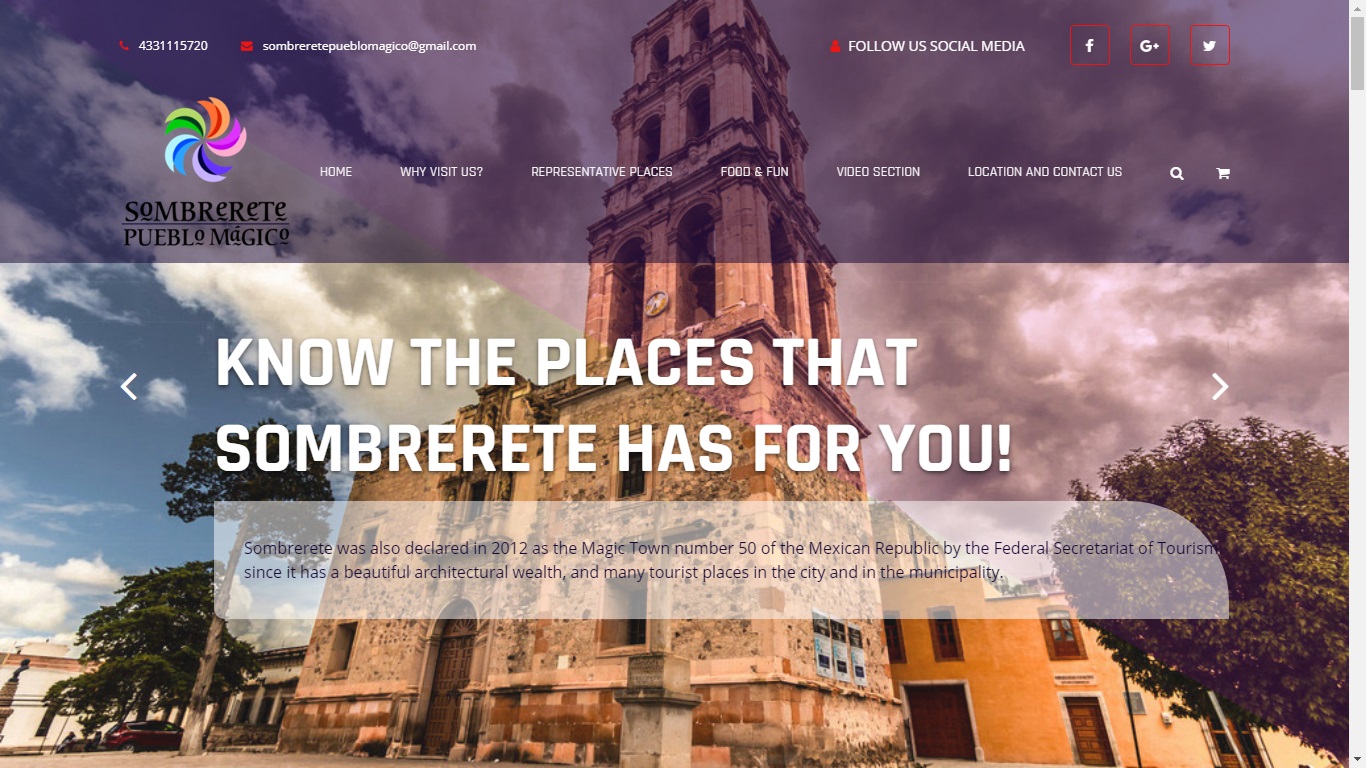 4331115720
sombreretepueblomagico@gmail.com
FOLLOW US SOCIAL MEDIA
SOMBRERETE
PUEBLO MÁGICO
HOME
WHY VISIT US?
REPRESENTATIVE PLACES
FOOD & FUN
VIDEO SECTION
LOCATION AND CONTACT US
KNOW THE PLACES THAT
SOMBRERETE HAS FOR YOU!
Sombrerete was also declared in 2012 as the Magic Town number 50 of the Mexican Republic by the Federal Secretariat of Tourism
since it has a beautiful architectural wealth, and many tourist places in the city and in the municipality.